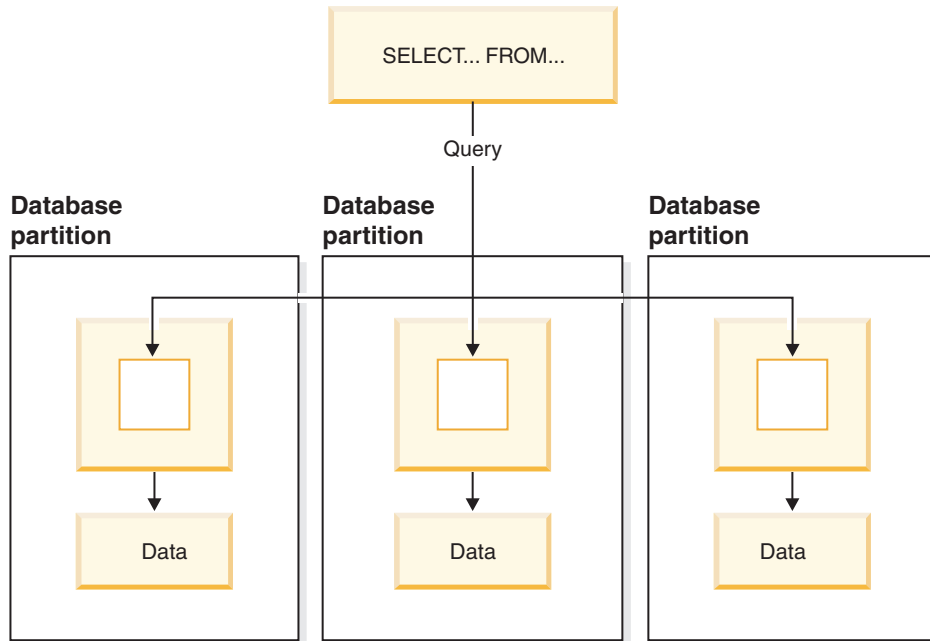 SELECT... FROM...
Query
Database
partition
Database
partition
Database
partition
Data
Data
Data